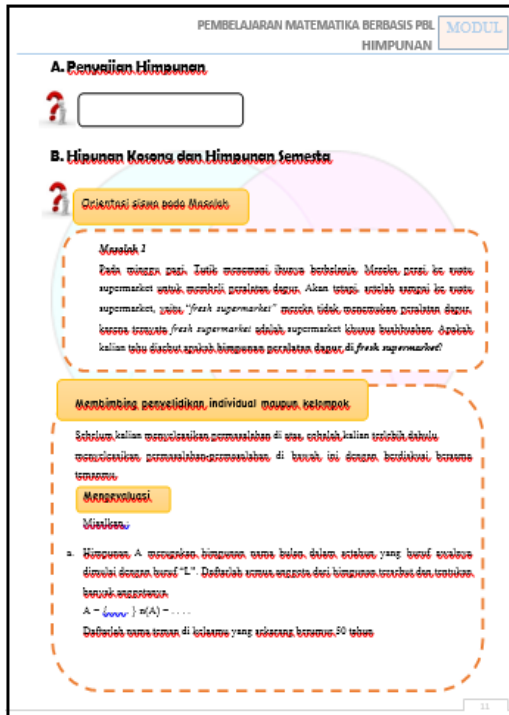 PEMBELAJARAN MATEMATIKA BERBASIS PBL
MODUL
HIMPUNAN
A. Penyajian Himpunan
B. Hipunan Kosong dan Himpunan Semesta
Orientasi siswa pada Masalah
Masalah 1
Pada minggu pagi, Tutik menemani ibunya berbelanja. Mereka pergi ke suatu
supermarket untuk membeli peralatan dapur. Akan tetapi, setelah sampai ke suatu
supermarket, yaitu "fresh supermarket" mereka tidak menemukan peralatan dapur,
karena ternyata fresh supermarket adalah supermarket khusus buahbuahan. Apakah
kalian tahu disebut apakah himpunan peralatan dapur di fresh supermarket?
Membimbing penyelidikan individual maupun kelompok
Sebelum kalian menyelesaikan permasalahan di atas, cobalah kalian terlebih dahulu
menyelesaikan permasalahan-permasalahan di bawah ini dengan berdiskusi bersama
temanmu
Mengevaluasi
Misalkan:
a. Himpunan A merupakan himpunan nama bulan dalam setahun yang huruf awalnya
dimulai dengan huruf "L". Daftarlah semua anggota dari himpunan tersebut dan tentukan
banyak anggotanya
A = {....... } n(A) = . . . .
Daftarlah nama teman di kelasmu yang sekarang berumur 50 tahun
11